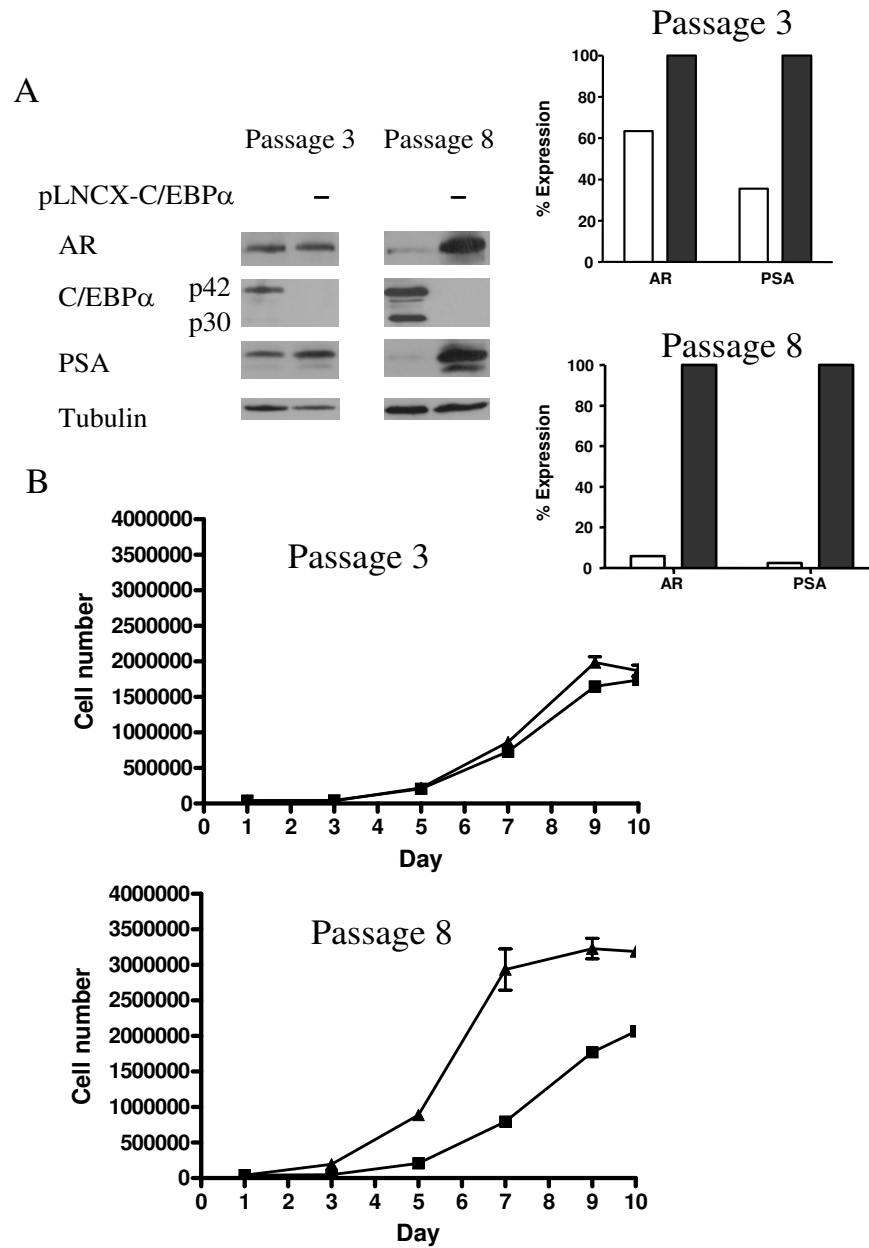 A
Passage 3 Passage 8
pLNCX-C/EBPα – –
AR
C/EBPα p42
p30
PSA
Tubulin
Passage 3
100
80
60
40
20
0
% Expression
AR PSA
Passage 8
100
80
60
40
20
0
% Expression
AR PSA
B
Passage 3
4000000
3500000
3000000
2500000
2000000
1500000
1000000
500000
0
Cell number
0 1 2 3 4 5 6 7 8 9 10
Day
Passage 8
4000000
3500000
3000000
2500000
2000000
1500000
1000000
500000
0
Cell number
0 1 2 3 4 5 6 7 8 9 10
Day